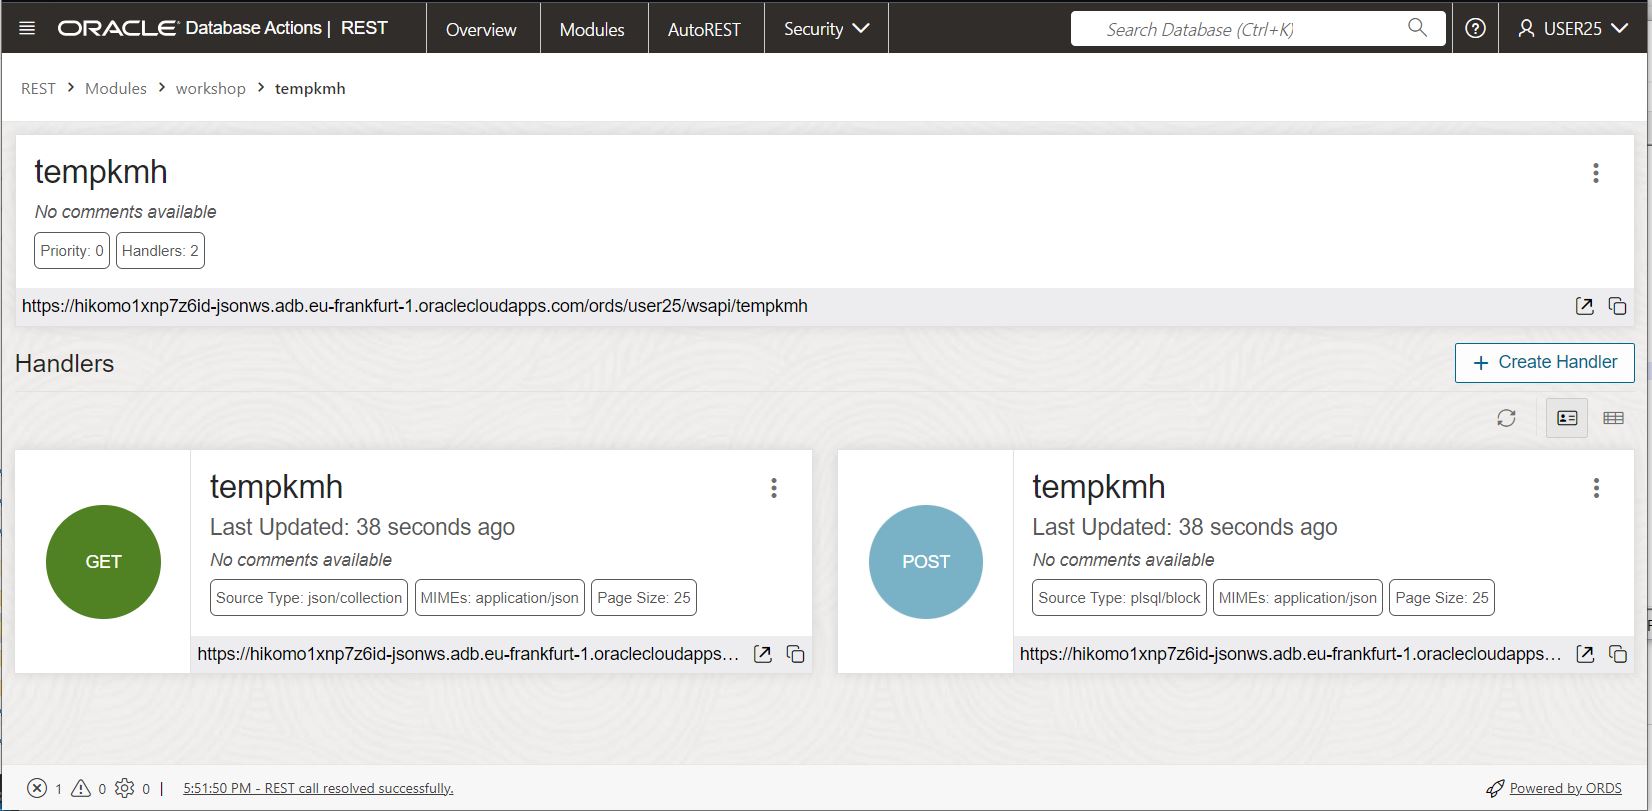 ORACLE Database Actions | REST
Overview
Modules
AutoREST
Security
Search Database (Ctrl+K)
USER25
REST > Modules > workshop > tempkmh
tempkmh
No comments available
Priority: 0
Handlers: 2
https://hikomo1xnp7z6id-jsonws.adb.eu-frankfurt-1.oraclecloudapps.com/ords/user25/wsapi/tempkmh
Handlers
+ Create Handler
GET
tempkmh
Last Updated: 38 seconds ago
No comments available
Source Type: json/collection
MIMEs: application/json
Page Size: 25
https://hikomo1xnp7z6id-jsonws.adb.eu-frankfurt-1.oraclecloudapps...
POST
tempkmh
Last Updated: 38 seconds ago
No comments available
Source Type: plsql/block
MIMEs: application/json
Page Size: 25
https://hikomo1xnp7z6id-jsonws.adb.eu-frankfurt-1.oraclecloudapps...
1 0 0 | 5:51:50 PM - REST call resolved successfully.
Powered by ORDS